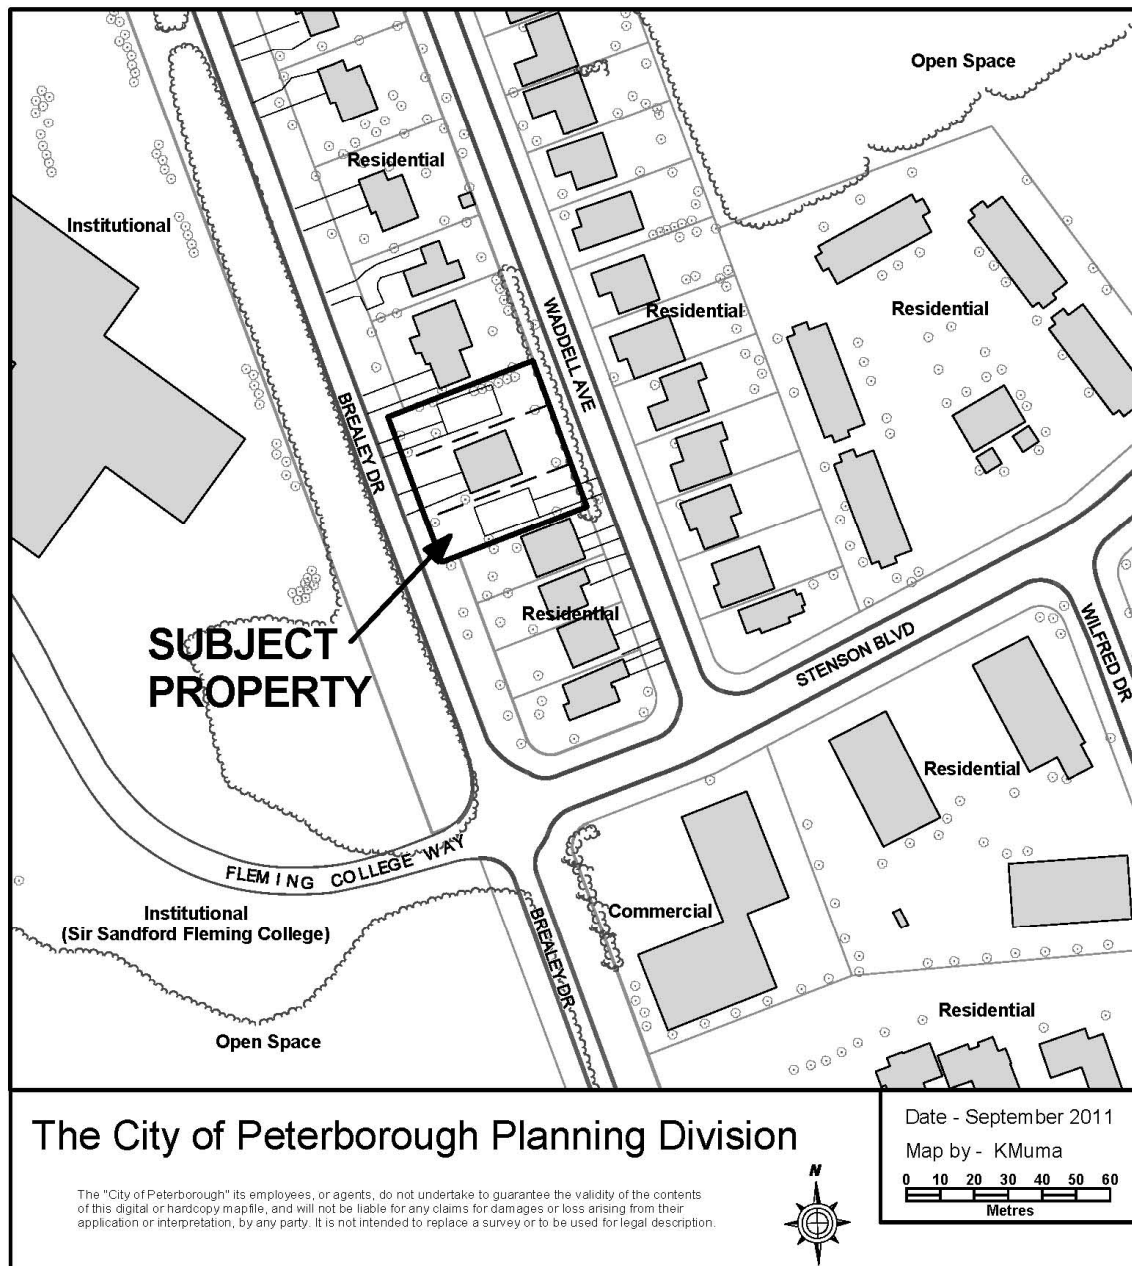 Open Space
Residential
Institutional
WADDELL AVE
Residential
Residential
BREALEY DR
Residential
SUBJECT
PROPERTY
STENSON BLVD
WILFRED DR
Residential
FLEMING COLLEGE WAY
Institutional
(Sir Sandford Fleming College)
Commercial
BREALEY DR
Open Space
Residential
The City of Peterborough Planning Division
The "City of Peterborough" its employees, or agents, do not undertake to guarantee the validity of the contents
of this digital or hardcopy mapfile, and will not be liable for any claims for damages or loss arising from their
application or interpretation, by any party. It is not intended to replace a survey or to be used for legal description.
N
Date - September 2011
Map by - KMuma
0 10 20 30 40 50 60
Metres